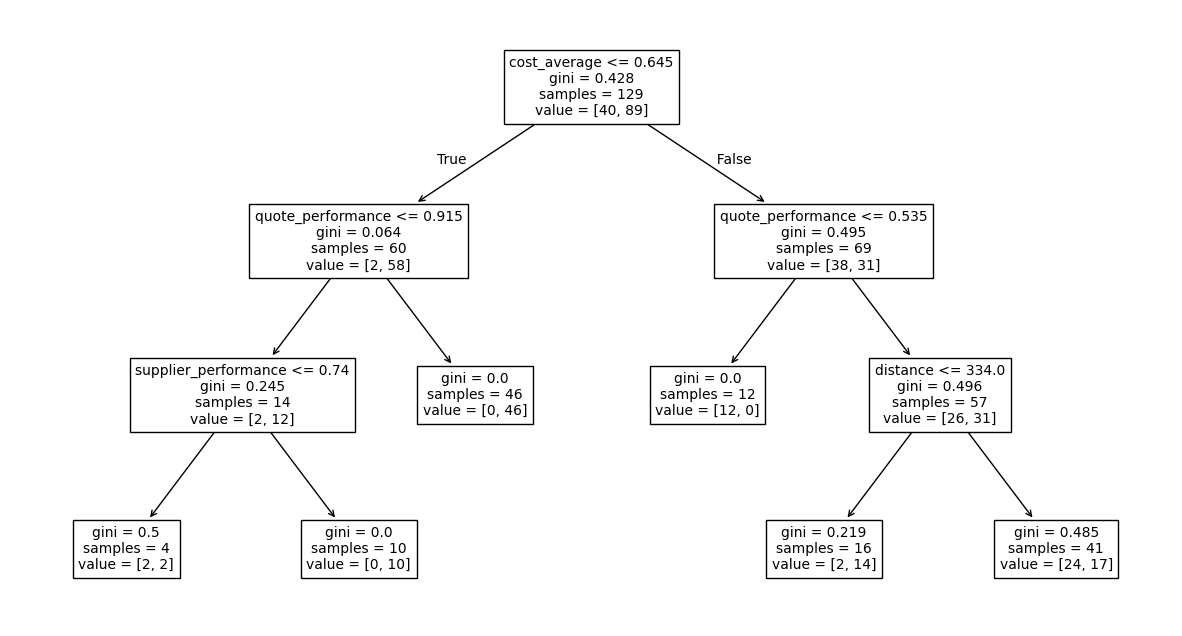 cost_average <= 0.645
gini = 0.428
samples = 129
value = [40, 89]
True
False
quote_performance <= 0.915
gini = 0.064
samples = 60
value = [2, 58]
quote_performance <= 0.535
gini = 0.495
samples = 69
value = [38, 31]
supplier_performance <= 0.74
gini = 0.245
samples = 14
value = [2, 12]
gini = 0.0
samples = 46
value = [0, 46]
gini = 0.0
samples = 12
value = [12, 0]
distance <= 334.0
gini = 0.496
samples = 57
value = [26, 31]
gini = 0.5
samples = 4
value = [2, 2]
gini = 0.0
samples = 10
value = [0, 10]
gini = 0.219
samples = 16
value = [2, 14]
gini = 0.485
samples = 41
value = [24, 17]